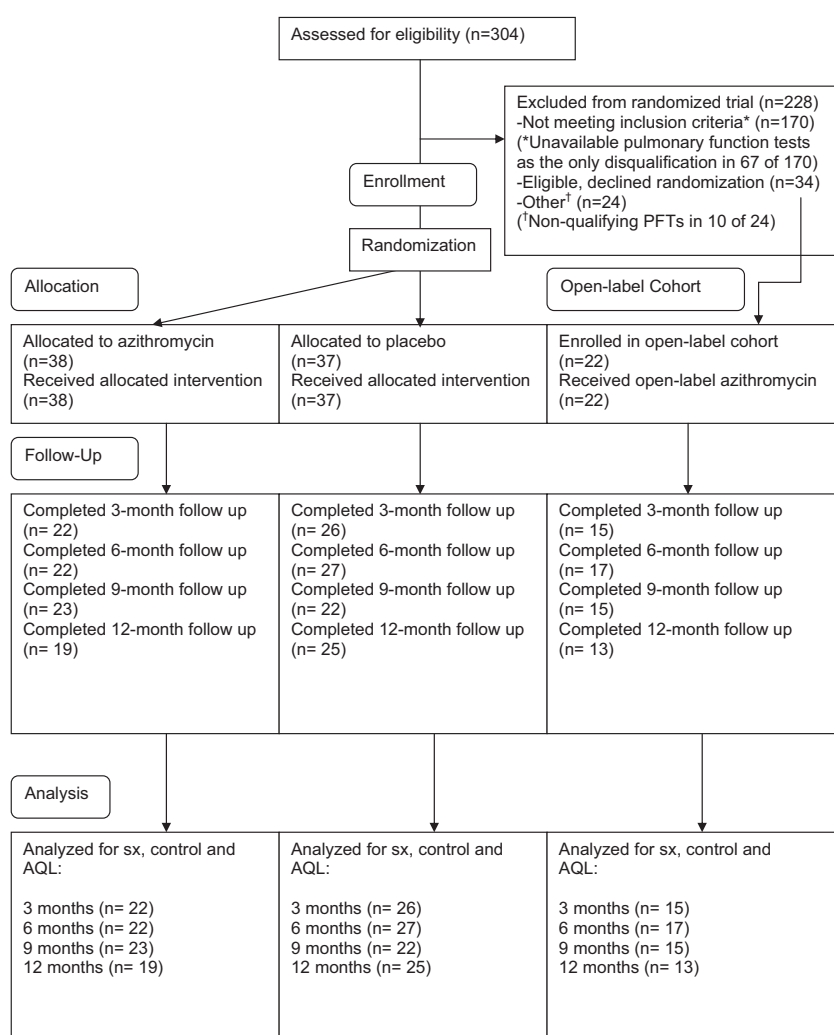 Assessed for eligibility (n=304)
Excluded from randomized trial (n=228)
-Not meeting inclusion criteria* (n=170)
(*Unavailable pulmonary function tests
as the only disqualification in 67 of 170)
-Eligible, declined randomization (n=34)
-Other† (n=24)
(†Non-qualifying PFTs in 10 of 24)
Enrollment
Randomization
Allocation
Open-label Cohort
Allocated to azithromycin
(n=38)
Received allocated intervention
(n=38)
Allocated to placebo
(n=37)
Received allocated intervention
(n=37)
Enrolled in open-label cohort
(n=22)
Received open-label azithromycin
(n=22)
Follow-Up
Completed 3-month follow up
(n= 22)
Completed 6-month follow up
(n= 22)
Completed 9-month follow up
(n= 23)
Completed 12-month follow up
(n= 19)
Completed 3-month follow up
(n= 26)
Completed 6-month follow up
(n= 27)
Completed 9-month follow up
(n= 22)
Completed 12-month follow up
(n= 25)
Completed 3-month follow up
(n= 15)
Completed 6-month follow up
(n= 17)
Completed 9-month follow up
(n= 15)
Completed 12-month follow up
(n= 13)
Analysis
Analyzed for sx, control and
AQL:
3 months (n= 22)
6 months (n= 22)
9 months (n= 23)
12 months (n= 19)
Analyzed for sx, control and
AQL:
3 months (n= 26)
6 months (n= 27)
9 months (n= 22)
12 months (n= 25)
Analyzed for sx, control and
AQL:
3 months (n= 15)
6 months (n= 17)
9 months (n= 15)
12 months (n= 13)